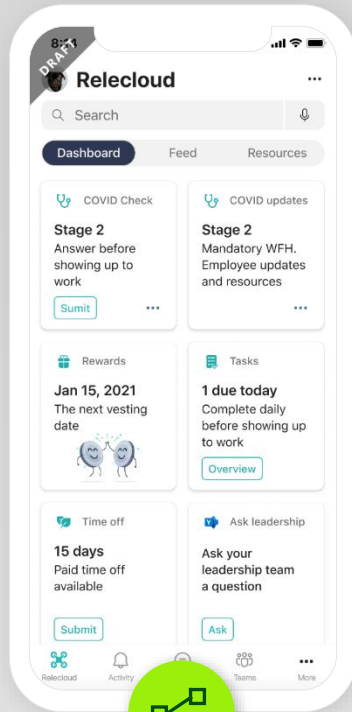 DRAFT
Relecloud
Search
Dashboard Feed Resources
COVID Check
Stage 2
Answer before
showing up to
work
Sumit
COVID updates
Stage 2
Mandatory WFH.
Employee updates
and resources
Rewards
Jan 15, 2021
The next vesting
date
Tasks
1 due today
Complete daily
before showing up
to work
Overview
Time off
15 days
Paid time off
available
Submit
Ask leadership
Ask your
leadership team
a question
Ask
Relecloud Activity Teams More